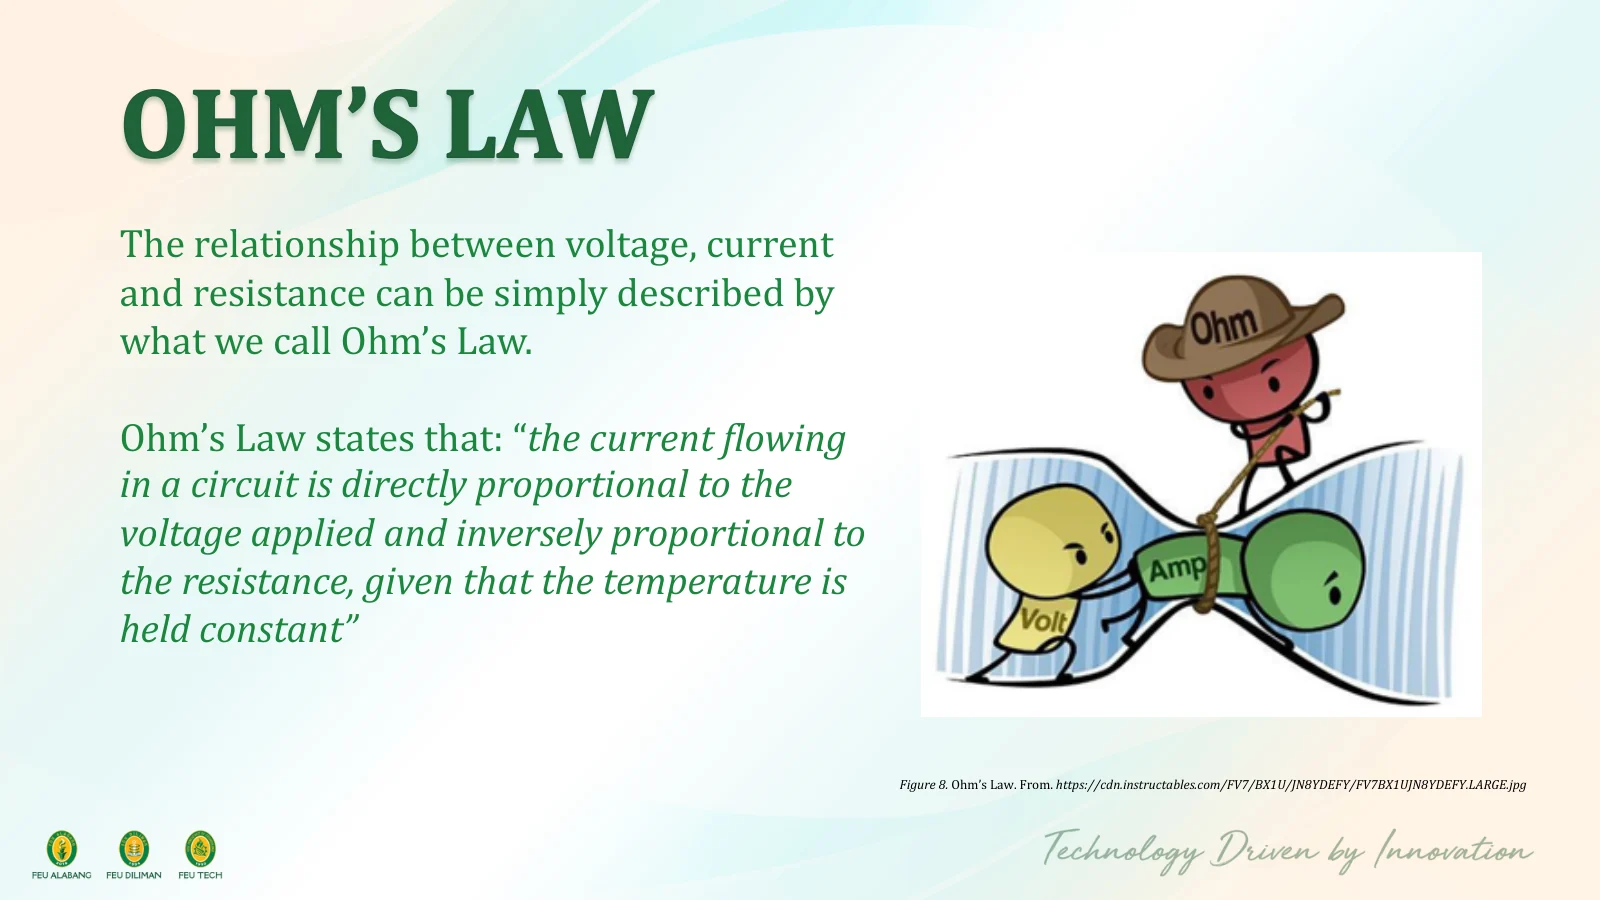 OHM’S LAW
The relationship between voltage, current
and resistance can be simply described by
what we call Ohm’s Law.
Ohm’s Law states that: “the current flowing
in a circuit is directly proportional to the
voltage applied and inversely proportional to
the resistance, given that the temperature is
held constant”
Ohm
Amp
Volt
Figure 8. Ohm’s Law. From. https://cdn.instructables.com/FV7/BX1U/JN8YDEFY/FV7BX1UJN8YDEFY.LARGE.jpg
FEU ALABANG
FEU DILIMAN
FEU TECH
Technology Driven by Innovation